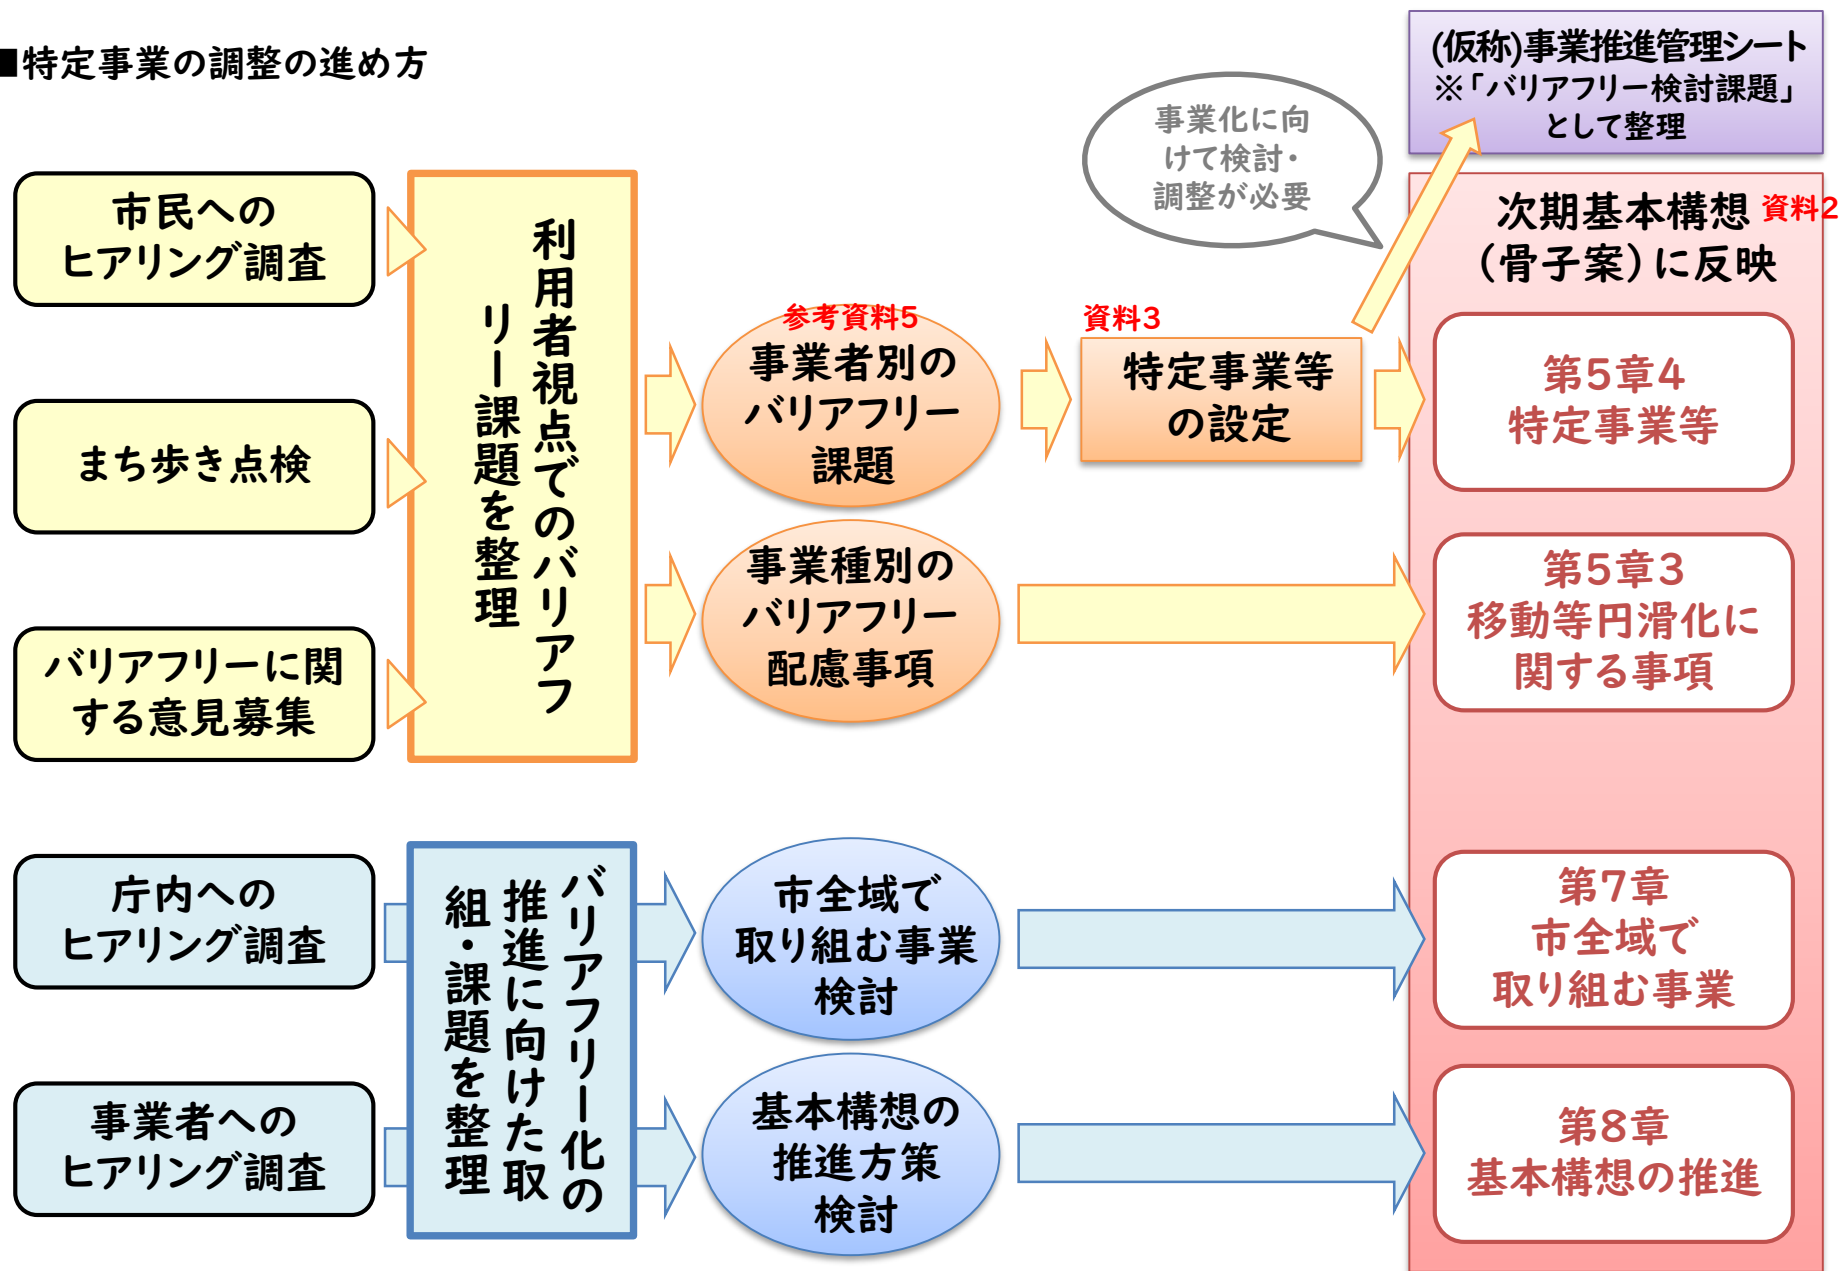 ■特定事業の調整の進め方
(仮称)事業推進管理シート
※「バリアフリー検討課題」
として整理
事業化に向
けて検討・
調整が必要
市民への
ヒアリング調査
まち歩き点検
バリアフリーに関
する意見募集
利用者視点でのバリアフ
リー課題を整理
参考資料5
事業者別の
バリアフリー
課題
資料3
特定事業等
の設定
事業種別の
バリアフリー
配慮事項
次期基本構想
資料2
(骨子案)に反映
第5章4
特定事業等
第5章3
移動等円滑化に
関する事項
庁内への
ヒアリング調査
事業者への
ヒアリング調査
バリアフリー化の
推進に向けた取
組・課題を整理
市全域で
取り組む事業
検討
基本構想の
推進方策
検討
第7章
市全域で
取り組む事業
第8章
基本構想の推進